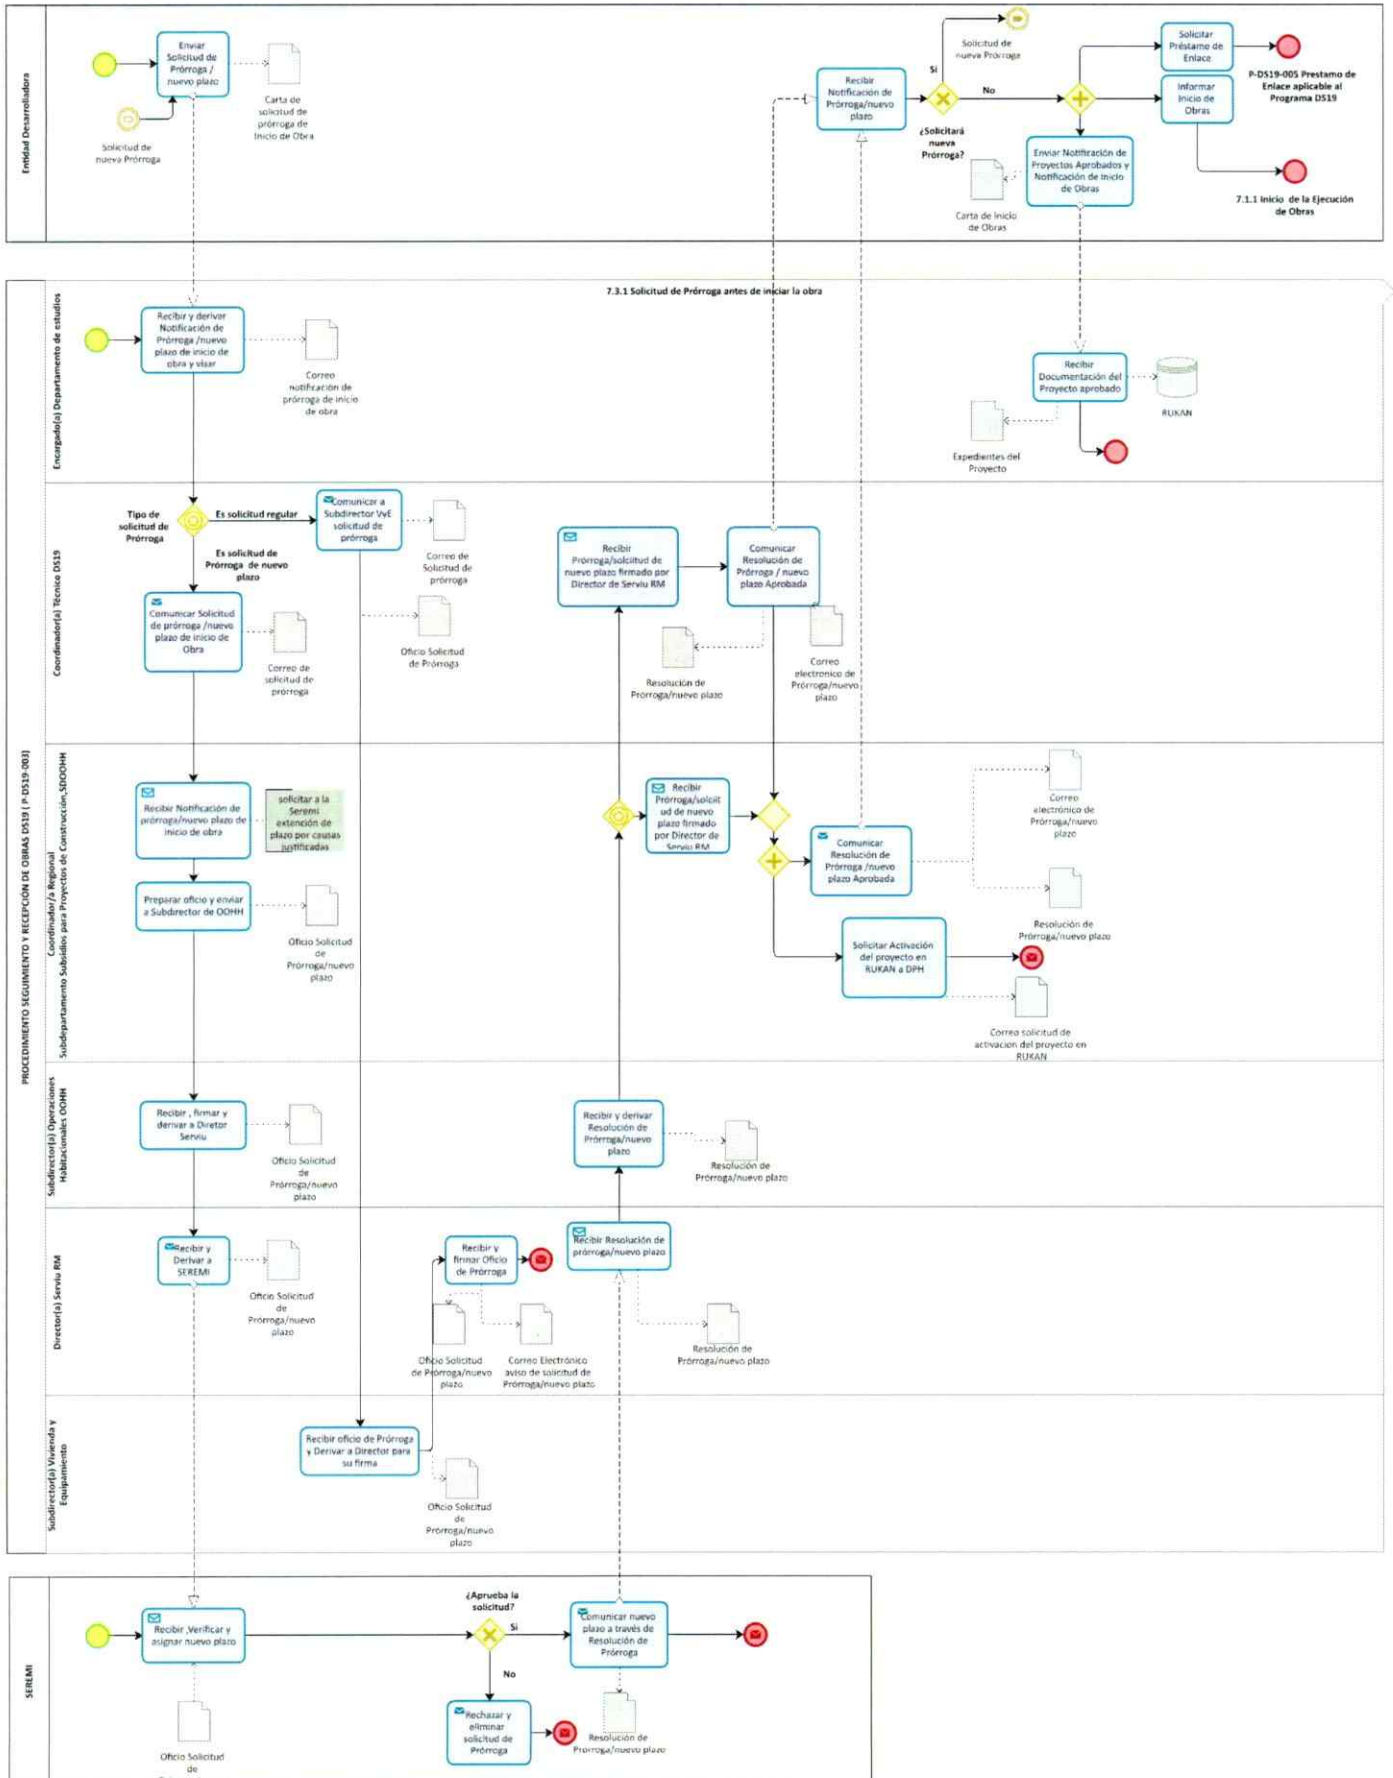 Entidad Desarrolladora
Enviar
Solicitud de
Prórroga /
nuevo plazo
Carta de
solicitud de
prórroga de
Inicio de Obra
Solicitud de
nueva Prórroga
Recibir
Notificación de
Prórroga/nuevo
plazo
Si
No
¿Solicitará
nueva
Prórroga?
Solicitud de
nueva Prórroga
Solicitar
Préstamo de
Enlace
P-DS19-005 Prestamo de
Enlace aplicable al
Programa DS19
Informar
Inicio de
Obras
7.1.1 Inicio de la Ejecución
de Obras
Enviar Notificación de
Proyectos Aprobados y
Notificación de Inicio
de Obras
Carta de Inicio
de Obras
PROCEDIMIENTO SEGUIMIENTO Y RECEPCIÓN DE OBRAS DS19 ( P-DS19-003)
7.3.1 Solicitud de Prórroga antes de iniciar la obra
Encargado(a) Departamento de estudios
Recibir y derivar
Notificación de
Prórroga /nuevo
plazo de inicio de
obra y visar
Correo
notificación de
prórroga de inicio
de obra
Recibir
Documentación del
Proyecto aprobado
RUKAN
Expedientes del
Proyecto
Coordinador(a) Técnico DS19
Tipo de
solicitud de
Prórroga
Es solicitud regular
Es solicitud de
Prórroga de nuevo
plazo
Comunicar a
Subdirector VyE
solicitud de
prórroga
Correo de
Solicitud de
prórroga
Oficio Solicitud
de Prórroga
Comunicar Solicitud
de prórroga /nuevo
plazo de inicio de
Obra
Correo de
solicitud de
prórroga
Recibir
Prórroga/solciitud de
nuevo plazo firmado por
Director de Serviu RM
Comunicar
Resolución de
Prórroga / nuevo
plazo Aprobada
Resolución de
Prórroga/nuevo plazo
Correo
electronico de
Prórroga/nuevo
plazo
Coordinador/a Regional
Subdepartamento Subsidios para Proyectos de Construcción,SDOOHH
Recibir Notificación de
prórroga/nuevo plazo de
inicio de obra
solicitar a la
Seremi
extención de
plazo por causas
justificadas
Preparar oficio y enviar
a Subdirector de OOHH
Oficio Solicitud
de
Prórroga/nuevo
plazo
Recibir
Prórroga/solciit
ud de nuevo
plazo firmado
por Director de
Serviu RM
Comunicar
Resolución de
Prórroga /nuevo
plazo Aprobada
Correo
electrónico de
Prórroga/nuevo
plazo
Resolución de
Prórroga/nuevo plazo
Solicitar Activación
del proyecto en
RUKAN a DPH
Correo solicitud de
activacion del proyecto en
RUKAN
Subdirector(a) Operaciones
Habitacionales OOHH
Recibir , firmar y
derivar a Diretor
Serviu
Oficio Solicitud
de
Prórroga/nuevo
plazo
Recibir y derivar
Resolución de
Prórroga/nuevo
plazo
Resolución de
Prórroga/nuevo plazo
Director(a) Serviu RM
Recibir y
Derivar a
SEREMI
Oficio Solicitud
de
Prórroga/nuevo
plazo
Recibir y
firmar Oficio
de Prórroga
Oficio Solicitud
de Prórroga/nuevo
plazo
Correo Electrónico
aviso de solicitud de
Prórroga/nuevo plazo
Recibir Resolución de
prórroga/nuevo plazo
Resolución de
Prórroga/nuevo plazo
Subdirector(a) Vivienda y
Equipamiento
Recibir oficio de Prórroga
y Derivar a Director para
su firma
Oficio Solicitud
de
Prórroga/nuevo
plazo
SEREMI
Recibir ,Verificar y
asignar nuevo plazo
Oficio Solicitud
de
¿Aprueba la
solicitud?
Si
No
Comunicar nuevo
plazo a través de
Resolución de
Prórroga
Resolución de
Prórroga/nuevo plazo
Rechazar y
eliminar
solicitud de
Prórroga